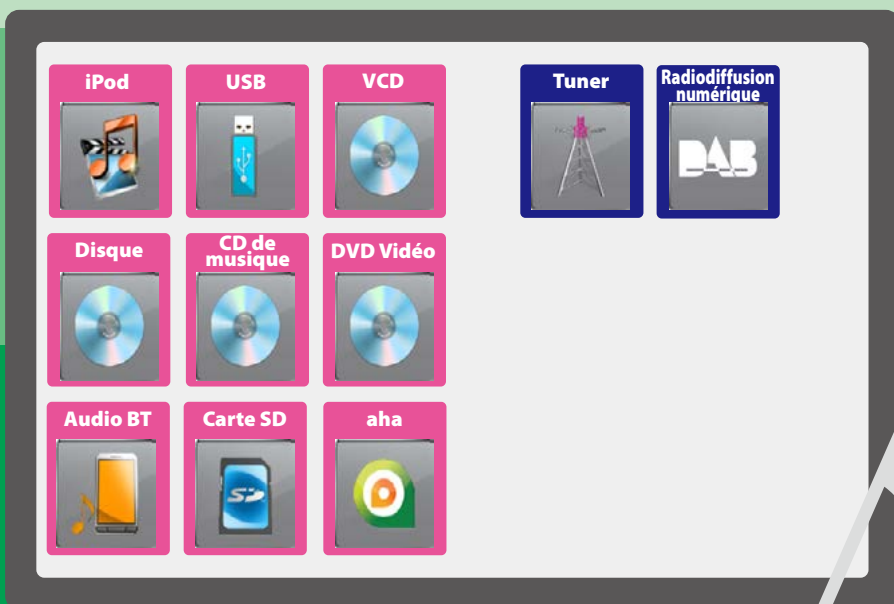 iPod
USB
VCD
Tuner
Radiodiffusion
numérique
DAB
Disque
CD de
musique
DVD Vidéo
Audio BT
Carte SD
SD
aha